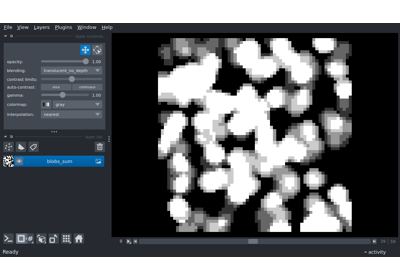 File View Layers Plugins Window Help
opacity: 1.00
blending: translucent_no_depth
contrast limits:
auto-contrast: once continuous
gamma: 1.00
colormap: gray
interpolation: nearest
blobs_sum
Ready activity